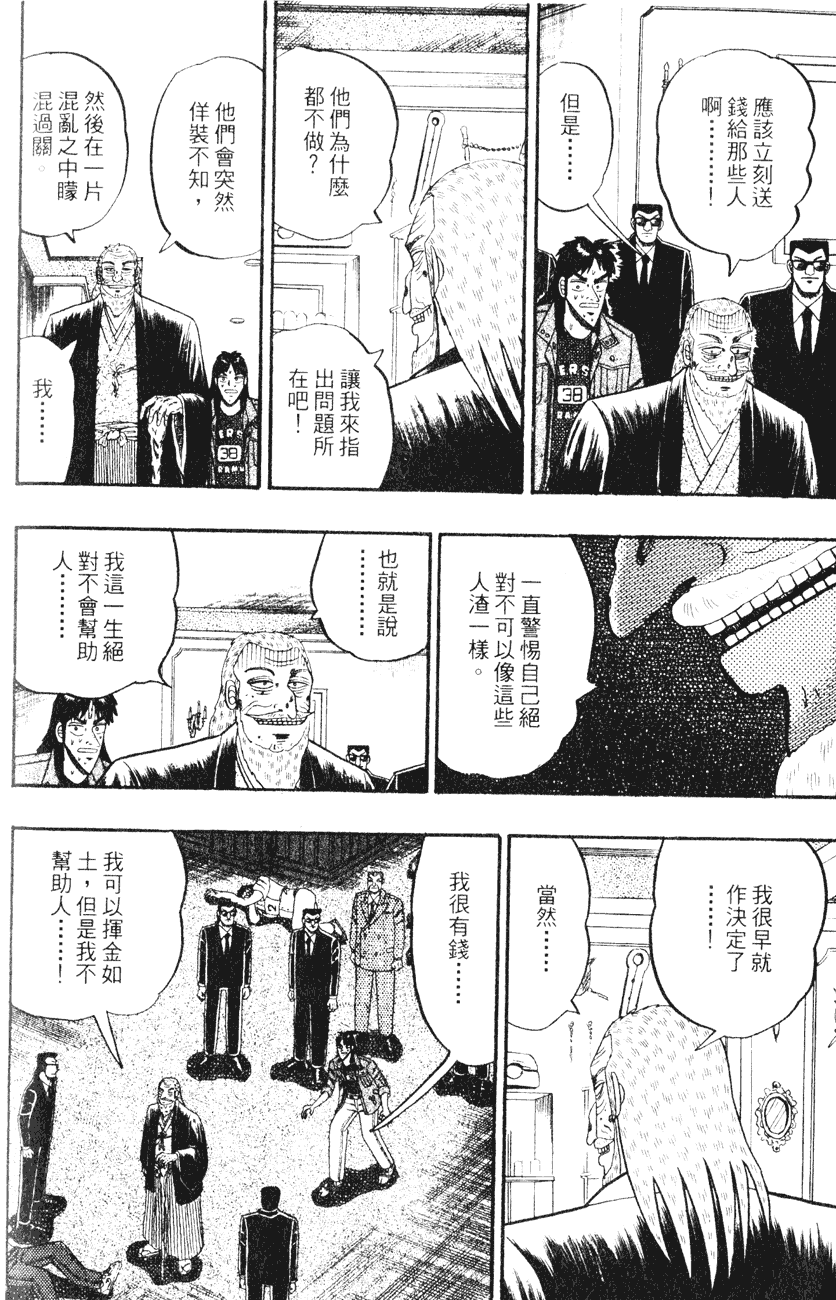 應該立刻送
錢給那些人
啊………！
但是……
38
他們為什麼
都不做？
讓我來指
出問題所
在吧！
他們會突然
佯裝不知，
然後在一片
混亂之中矇
混過關。
我……
38
一直警惕自己絕
對不可以像這些
人渣一樣。
也就是說
………
我這一生絕
對不會幫助
人………
我很早就
作決定了
……！
當然……
我很有錢……
我可以揮金如
土，但是我不
幫助人……！
2